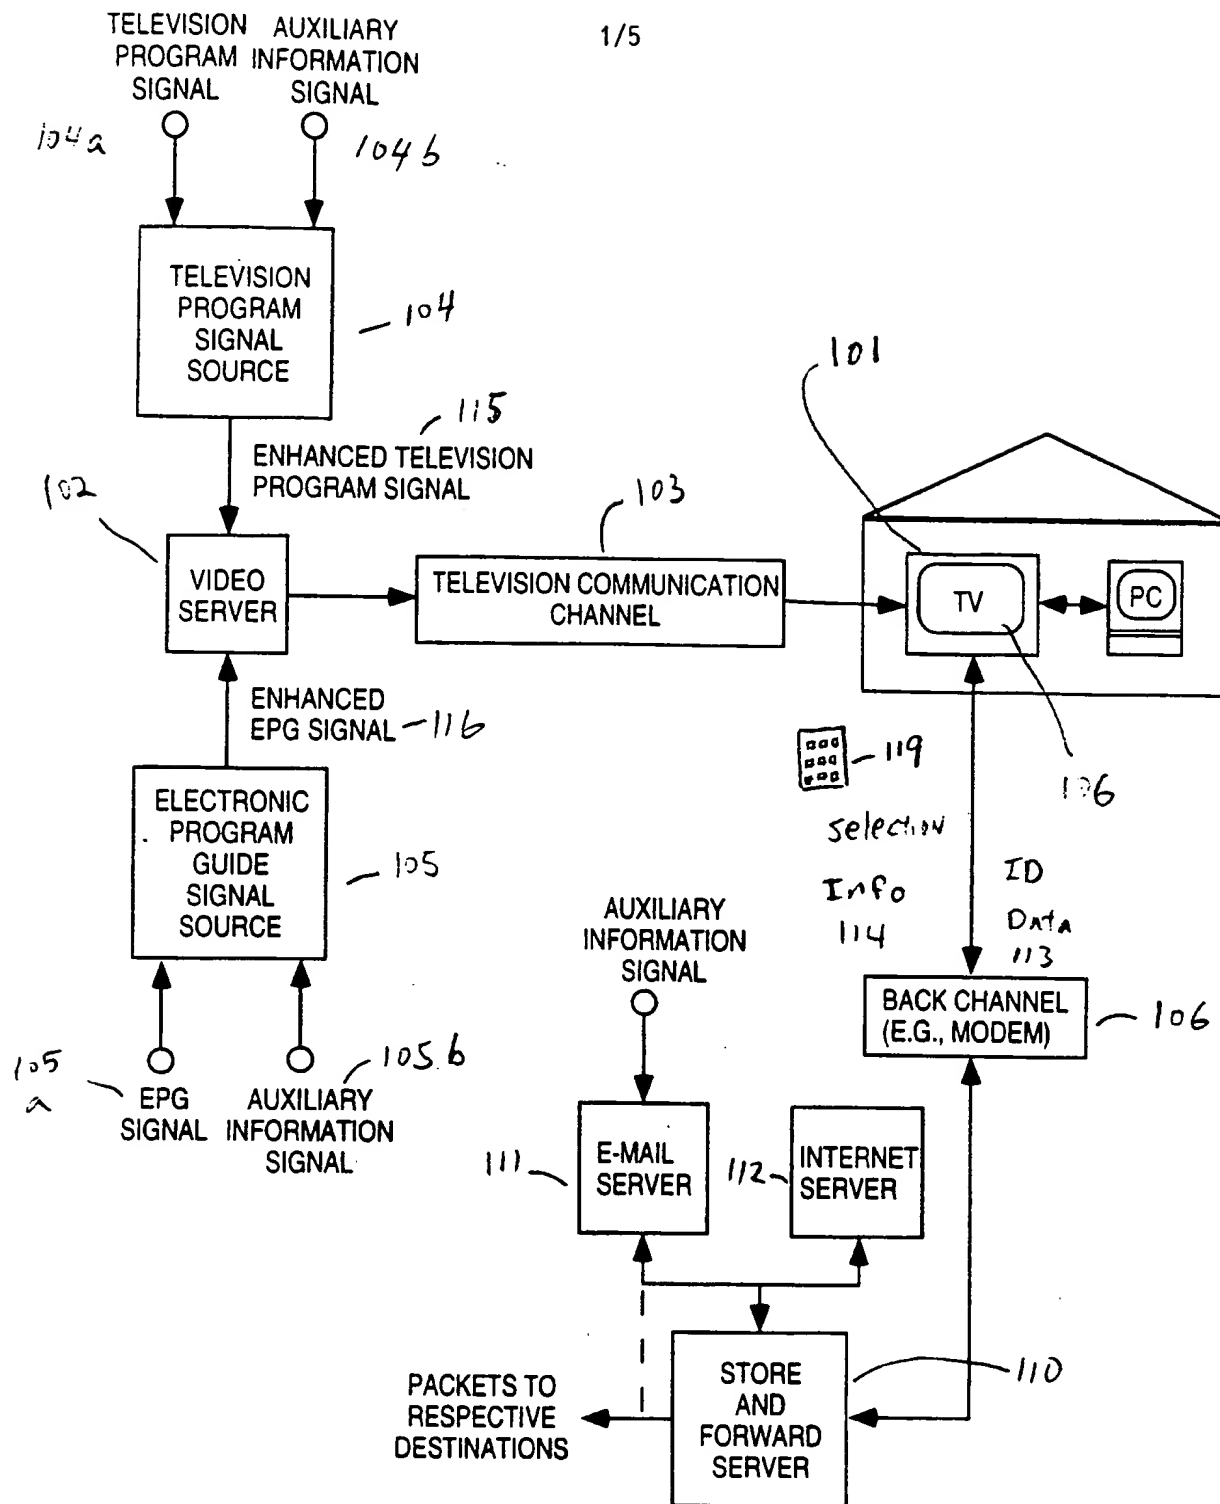 1/5
TELEVISION
PROGRAM
SIGNAL
AUXILIARY
INFORMATION
SIGNAL
104a
104b
TELEVISION
PROGRAM
SIGNAL
SOURCE
104
115
ENHANCED TELEVISION
PROGRAM SIGNAL
102
VIDEO
SERVER
103
TELEVISION COMMUNICATION
CHANNEL
101
TV
PC
106
ENHANCED
EPG SIGNAL
116
ELECTRONIC
PROGRAM
GUIDE
SIGNAL
SOURCE
105
105
a
EPG
SIGNAL
105b
AUXILIARY
INFORMATION
SIGNAL
119
Selection
Info
114
ID
Data
113
AUXILIARY
INFORMATION
SIGNAL
BACK CHANNEL
(E.G., MODEM)
106
111
E-MAIL
SERVER
112
INTERNET
SERVER
STORE
AND
FORWARD
SERVER
110
PACKETS TO
RESPECTIVE
DESTINATIONS